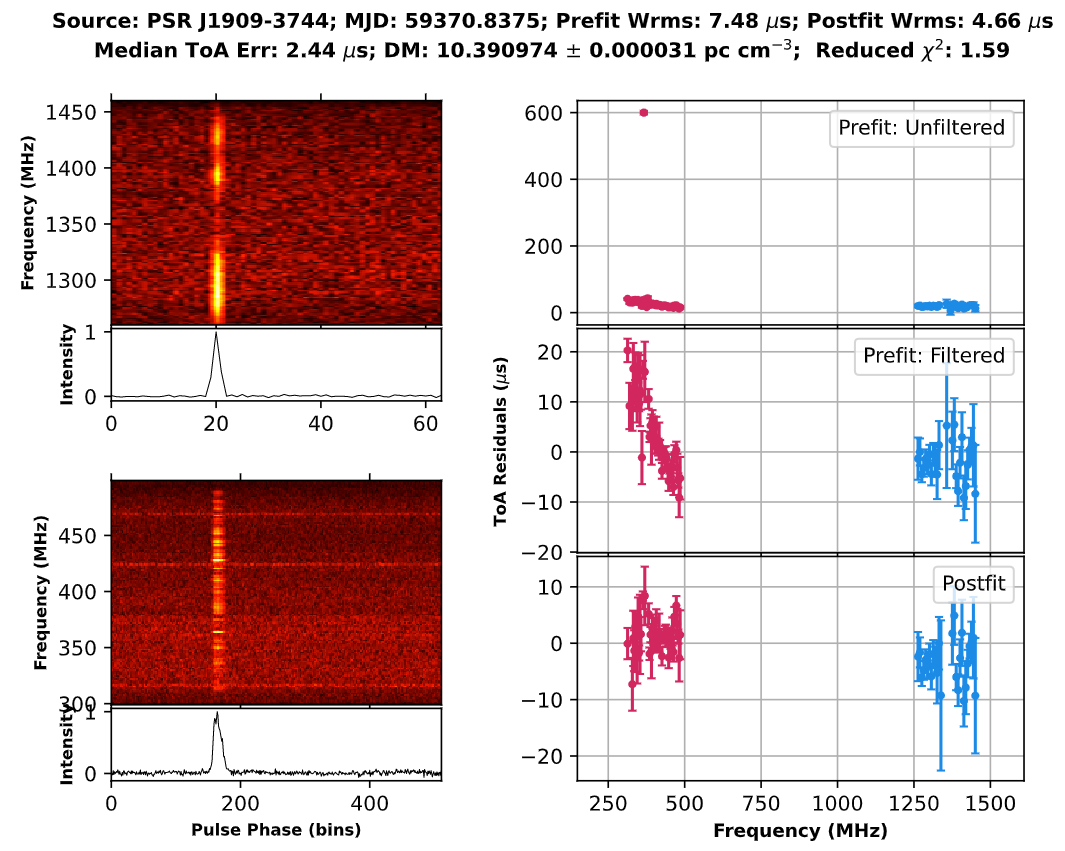 Source: PSR J1909-3744; MJD: 59370.8375; Prefit Wrms: 7.48 μs; Postfit Wrms: 4.66 μs
Median ToA Err: 2.44 μs; DM: 10.390974 ± 0.000031 pc cm⁻³; Reduced χ²: 1.59
Frequency (MHz)
1450
1400
1350
1300
Intensity
1
0
0 20 40 60
Frequency (MHz)
450
400
350
300
Intensity
1
0
0 200 400
Pulse Phase (bins)
ToA Residuals (μs)
Prefit: Unfiltered
600
400
200
0
Prefit: Filtered
20
10
0
−10
−20
Postfit
10
0
−10
−20
250 500 750 1000 1250 1500
Frequency (MHz)